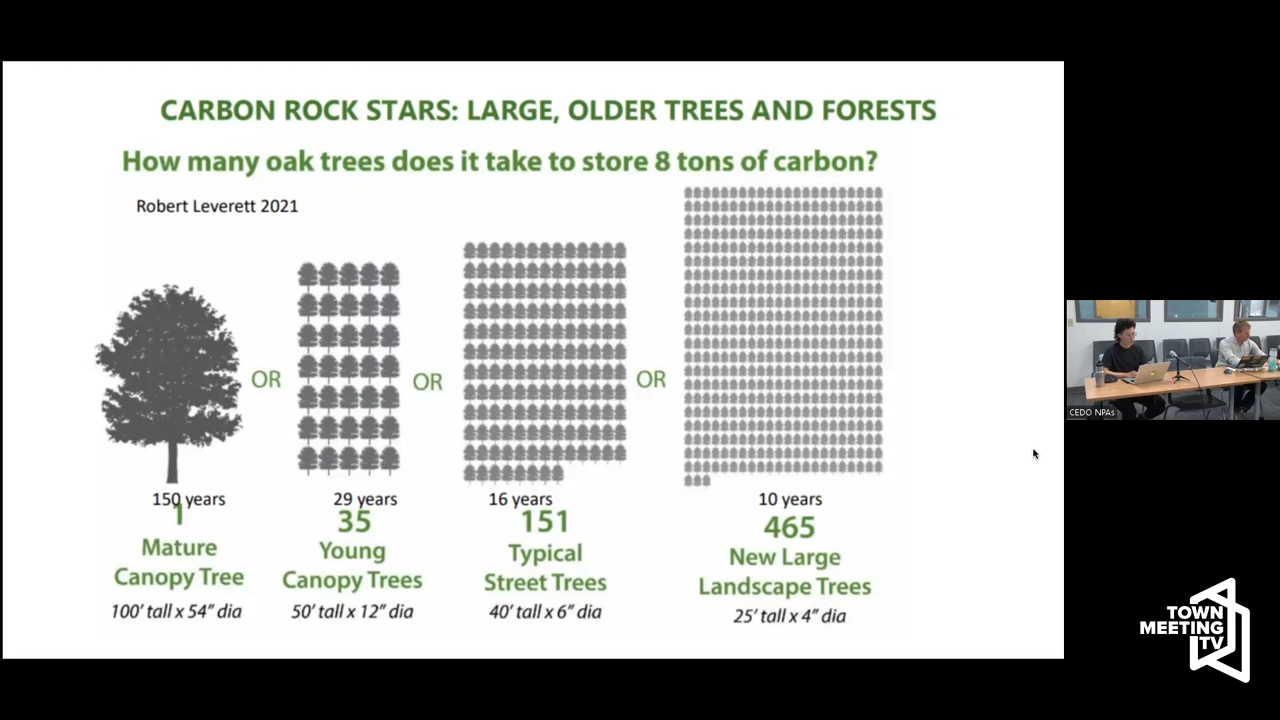 CARBON ROCK STARS: LARGE, OLDER TREES AND FORESTS
How many oak trees does it take to store 8 tons of carbon?
Robert Leverett 2021
OR
OR
OR
150 years
1
Mature
Canopy Tree
100' tall x 54" dia
29 years
35
Young
Canopy Trees
50' tall x 12" dia
16 years
151
Typical
Street Trees
40' tall x 6" dia
10 years
465
New Large
Landscape Trees
25' tall x 4" dia
CEDO NPAs
TOWN
MEETING
TV